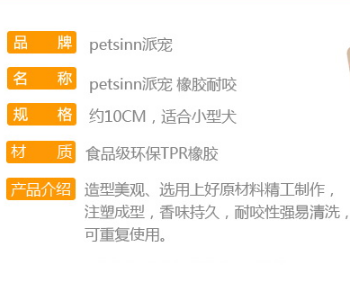 品 牌 petsinn派宠
名 称 petsinn派宠 橡胶耐咬
规 格 约10CM，适合小型犬
材 质 食品级环保TPR橡胶
产品介绍 造型美观、选用上好原材料精工制作，
注塑成型，香味持久，耐咬性强易清洗，
可重复使用。